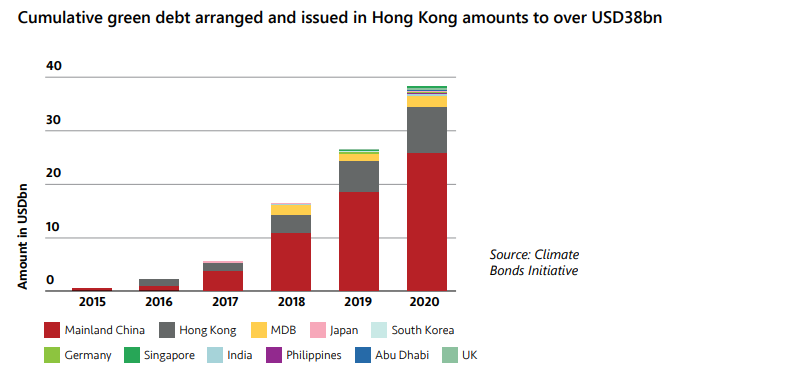 Cumulative green debt arranged and issued in Hong Kong amounts to over USD38bn
40
30
20
10
0
Amount in USDbn
2015 2016 2017 2018 2019 2020
Source: Climate
Bonds Initiative
Mainland China Hong Kong MDB Japan South Korea
Germany Singapore India Philippines Abu Dhabi UK